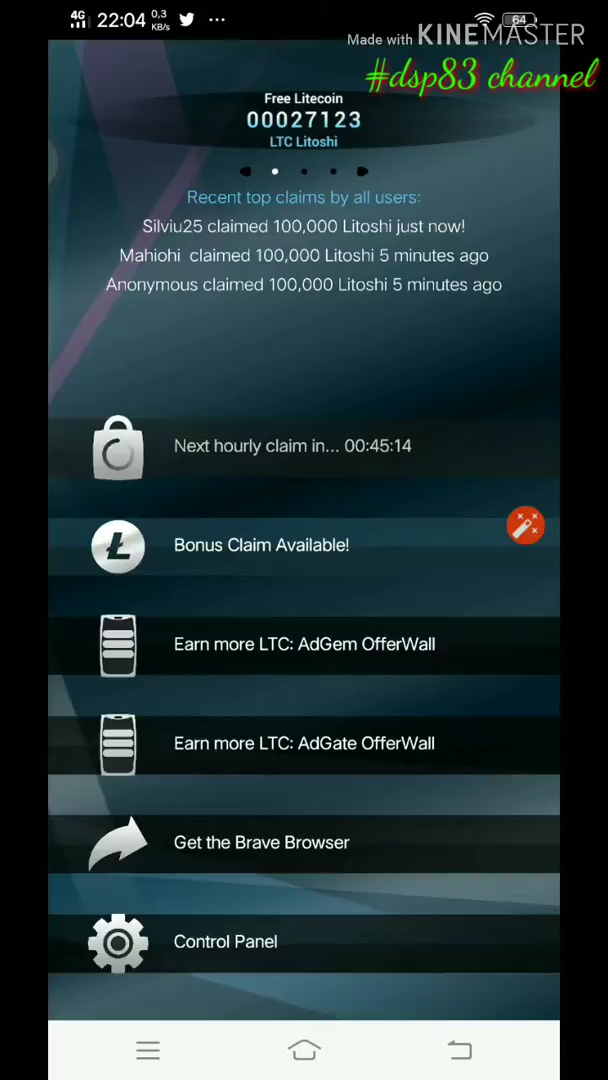 4G 22:04 0,3 KB/s ... 64
Made with KINEMASTER
#dsp83 channel
Free Litecoin
00027123
LTC Litoshi
Recent top claims by all users:
Silviu25 claimed 100,000 Litoshi just now!
Mahiohi claimed 100,000 Litoshi 5 minutes ago
Anonymous claimed 100,000 Litoshi 5 minutes ago
Next hourly claim in... 00:45:14
Bonus Claim Available!
Earn more LTC: AdGem OfferWall
Earn more LTC: AdGate OfferWall
Get the Brave Browser
Control Panel